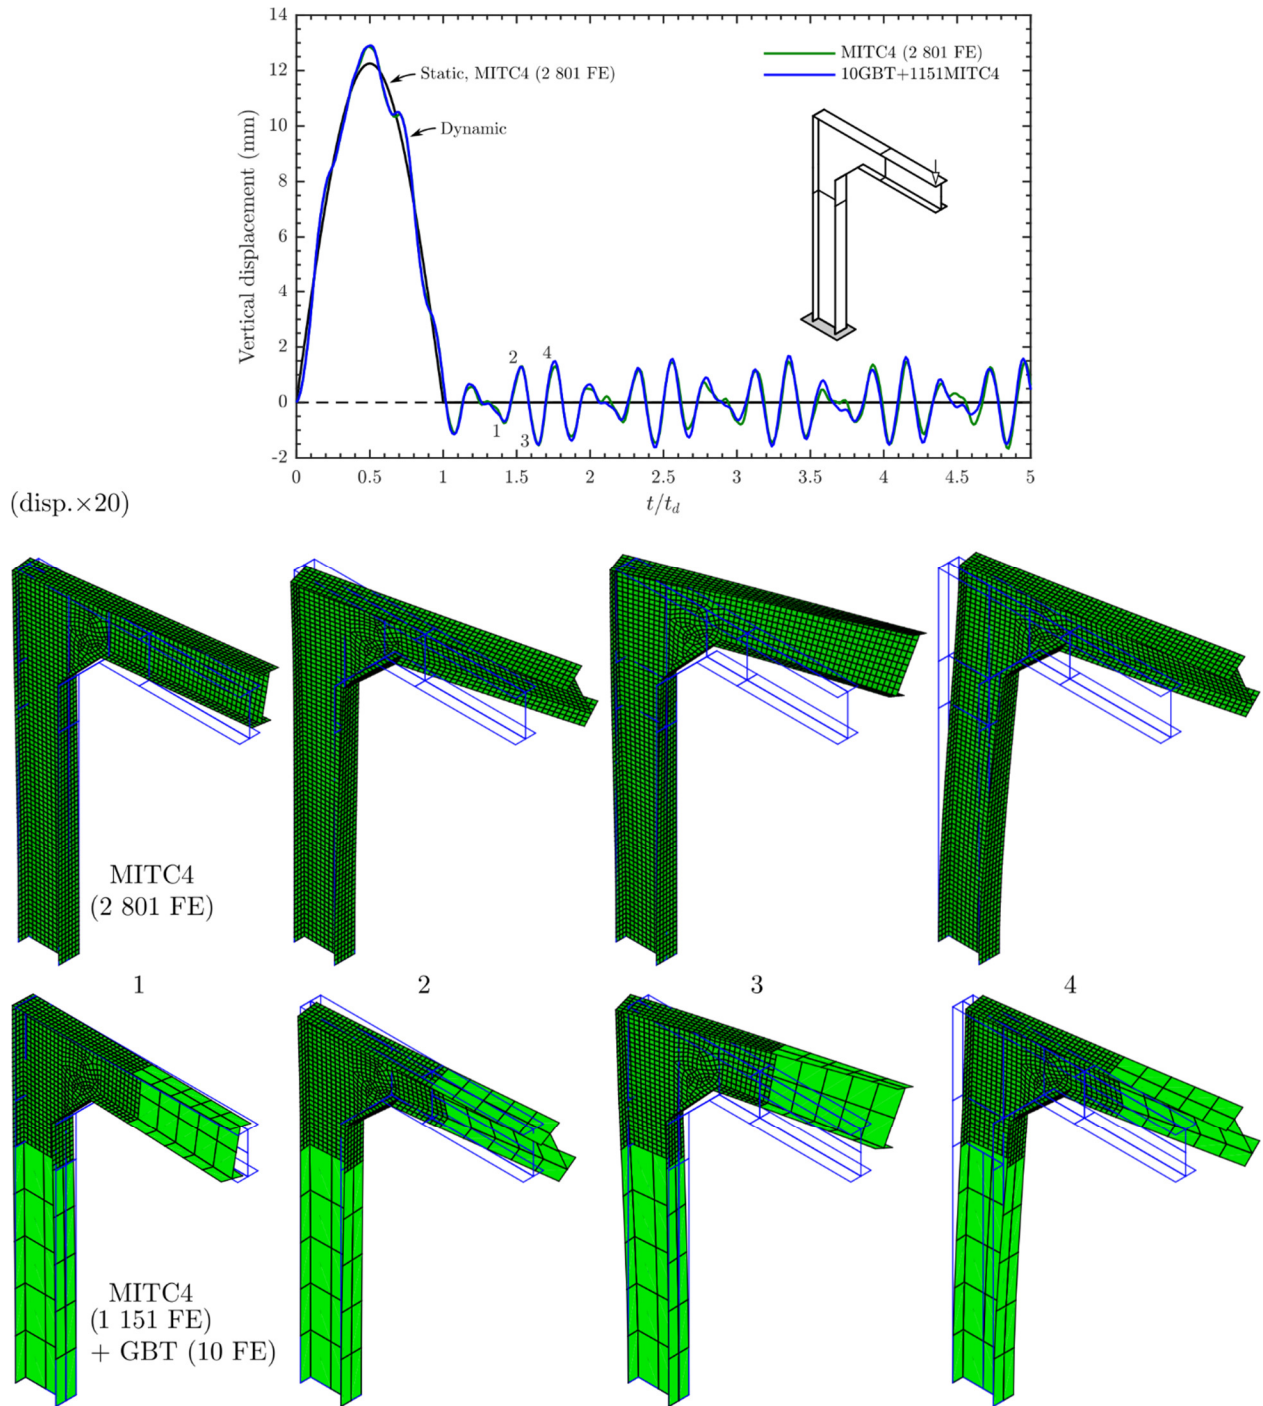 14
12
10
8
6
4
2
0
-2
Vertical displacement (mm)
Static, MITC4 (2 801 FE)
Dynamic
MITC4 (2 801 FE)
10GBT+1151MITC4
1
2
3
4
0 0.5 1 1.5 2 2.5 3 3.5 4 4.5 5
t/t_d
(disp.×20)
MITC4
(2 801 FE)
1 2 3 4
MITC4
(1 151 FE)
+ GBT (10 FE)